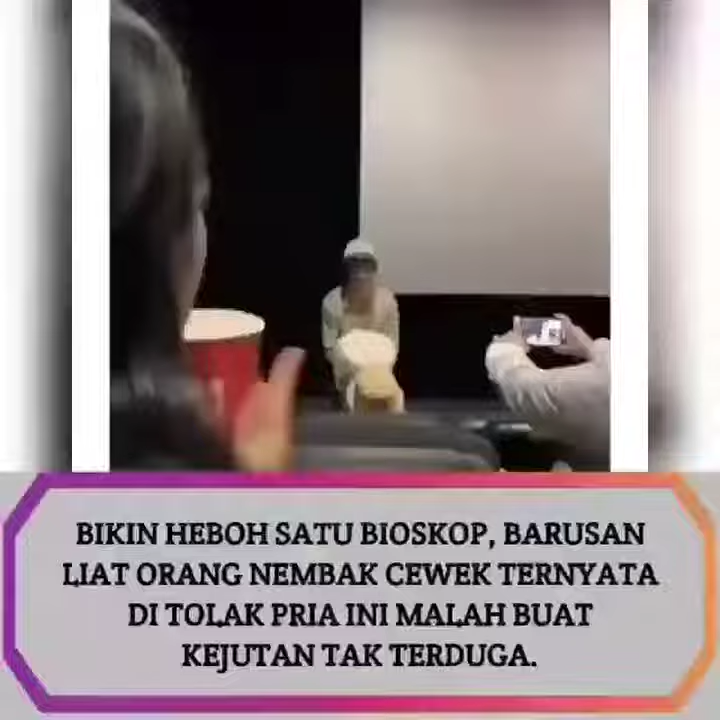 BIKIN HEBOH SATU BIOSKOP, BARUSAN
LIAT ORANG NEMBAK CEWEK TERNYATA
DI TOLAK PRIA INI MALAH BUAT
KEJUTAN TAK TERDUGA.